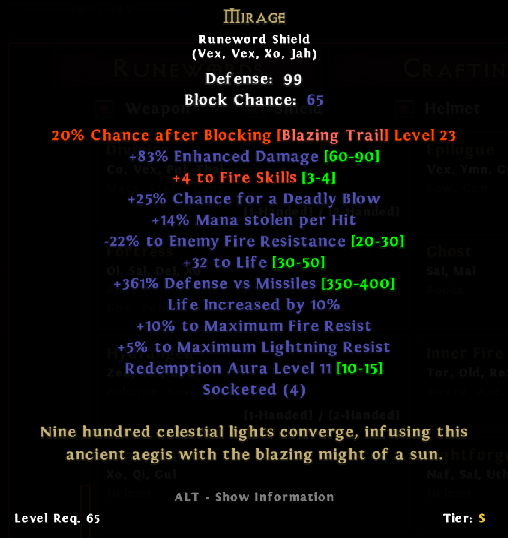 Mirage
Runeword Shield
(Vex, Vex, Xo, Jah)
Defense: 99
Block Chance: 65
20% Chance after Blocking [Blazing Trail] Level 23
+83% Enhanced Damage [60-90]
+4 to Fire Skills [3-4]
+25% Chance for a Deadly Blow
+14% Mana stolen per Hit
-22% to Enemy Fire Resistance [20-30]
+32 to Life [30-50]
+361% Defense vs Missiles [350-400]
Life Increased by 10%
+10% to Maximum Fire Resist
+5% to Maximum Lightning Resist
Redemption Aura Level 11 [10-15]
Socketed (4)
Nine hundred celestial lights converge, infusing this
ancient aegis with the blazing might of a sun.
ALT - Show Information
Level Req. 65 Tier: S